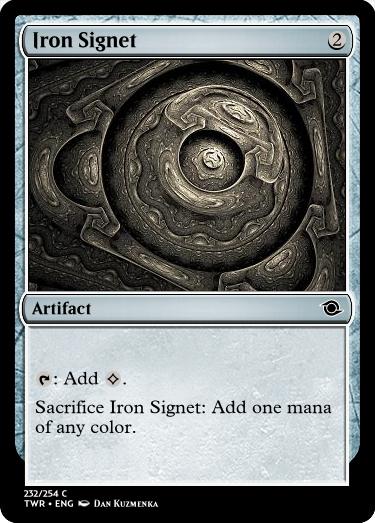 Iron Signet 2
Artifact
: Add .
Sacrifice Iron Signet: Add one mana
of any color.
232/254 C
TWR • ENG DAN KUZMENKA